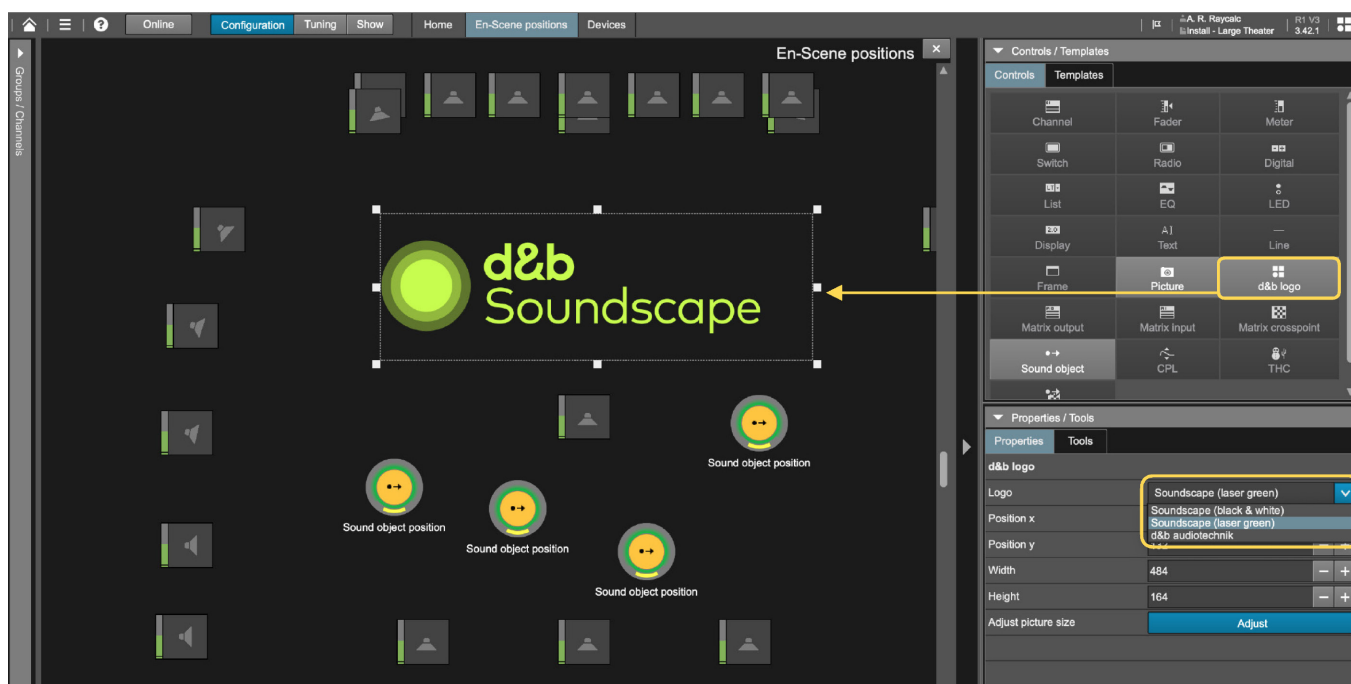 Online
Configuration
Tuning
Show
Home
En-Scene positions
Devices
A. R. Raycalc
Install - Large Theater
R1 V3
3.42.1
Groups / Channels
En-Scene positions
d&b
Soundscape
Sound object position
Sound object position
Sound object position
Sound object position
Controls / Templates
Controls
Templates
Channel
Fader
Meter
Switch
Radio
Digital
List
EQ
LED
2.0
Display
A]
Text
Line
Frame
Picture
d&b logo
Matrix output
Matrix input
Matrix crosspoint
Sound object
CPL
THC
Properties / Tools
Properties
Tools
d&b logo
Logo
Soundscape (laser green)
Soundscape (black & white)
Soundscape (laser green)
d&b audiotechnik
Position x
Position y
Width
484
Height
164
Adjust picture size
Adjust